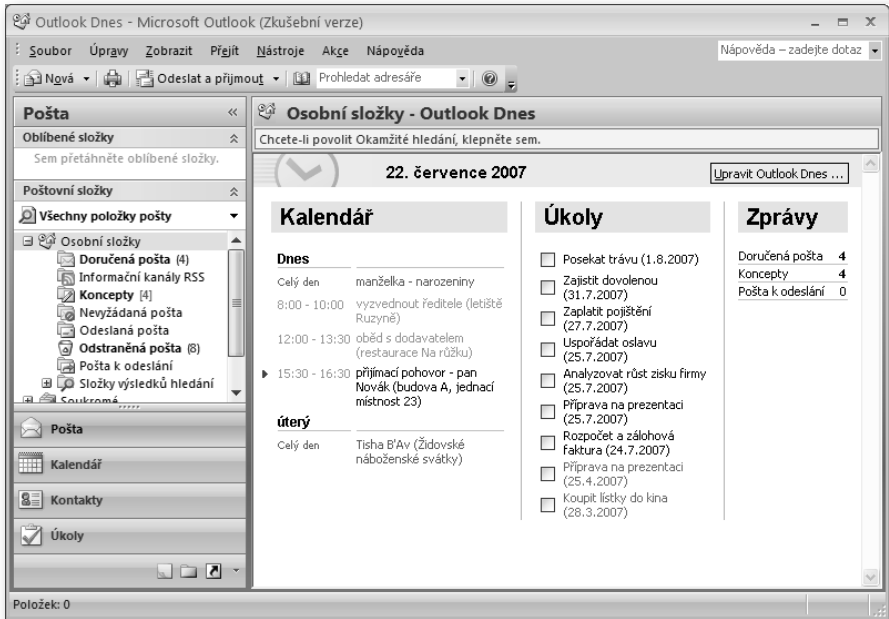 Outlook Dnes - Microsoft Outlook (Zkušební verze)
Soubor Úpravy Zobrazit Přejít Nástroje Akce Nápověda
Nápověda – zadejte dotaz
Nová Odeslat a přijmout Prohledat adresáře
Pošta «
Oblíbené složky
Sem přetáhněte oblíbené složky.
Poštovní složky
Všechny položky pošty
Osobní složky
Doručená pošta (4)
Informační kanály RSS
Koncepty [4]
Nevyžádaná pošta
Odeslaná pošta
Odstraněná pošta (8)
Pošta k odeslání
Složky výsledků hledání
Soukromé
Pošta
Kalendář
Kontakty
Úkoly
Osobní složky - Outlook Dnes
Chcete-li povolit Okamžité hledání, klepněte sem.
22. července 2007
Upravit Outlook Dnes ...
Kalendář
Dnes
Celý den manželka - narozeniny
8:00 - 10:00 vyzvednout ředitele (letiště
Ruzyně)
12:00 - 13:30 oběd s dodavatelem
(restaurace Na růžku)
15:30 - 16:30 přijímací pohovor - pan
Novák (budova A, jednací
místnost 23)
úterý
Celý den Tisha B'Av (Židovské
náboženské svátky)
Úkoly
Posekat trávu (1.8.2007)
Zajistit dovolenou
(31.7.2007)
Zaplatit pojištění
(27.7.2007)
Uspořádat oslavu
(25.7.2007)
Analyzovat růst zisku firmy
(25.7.2007)
Příprava na prezentaci
(25.7.2007)
Rozpočet a zálohová
faktura (24.7.2007)
Příprava na prezentaci
(25.4.2007)
Koupit lístky do kina
(28.3.2007)
Zprávy
Doručená pošta 4
Koncepty 4
Pošta k odeslání 0
Položek: 0